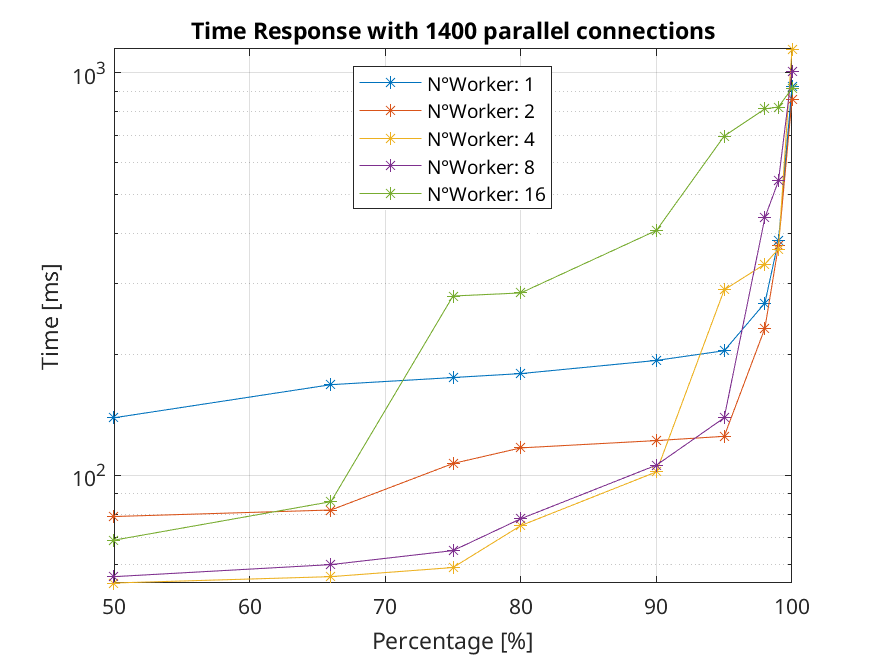 Time Response with 1400 parallel connections
10³
10²
Time [ms]
N°Worker: 1
N°Worker: 2
N°Worker: 4
N°Worker: 8
N°Worker: 16
50 60 70 80 90 100
Percentage [%]